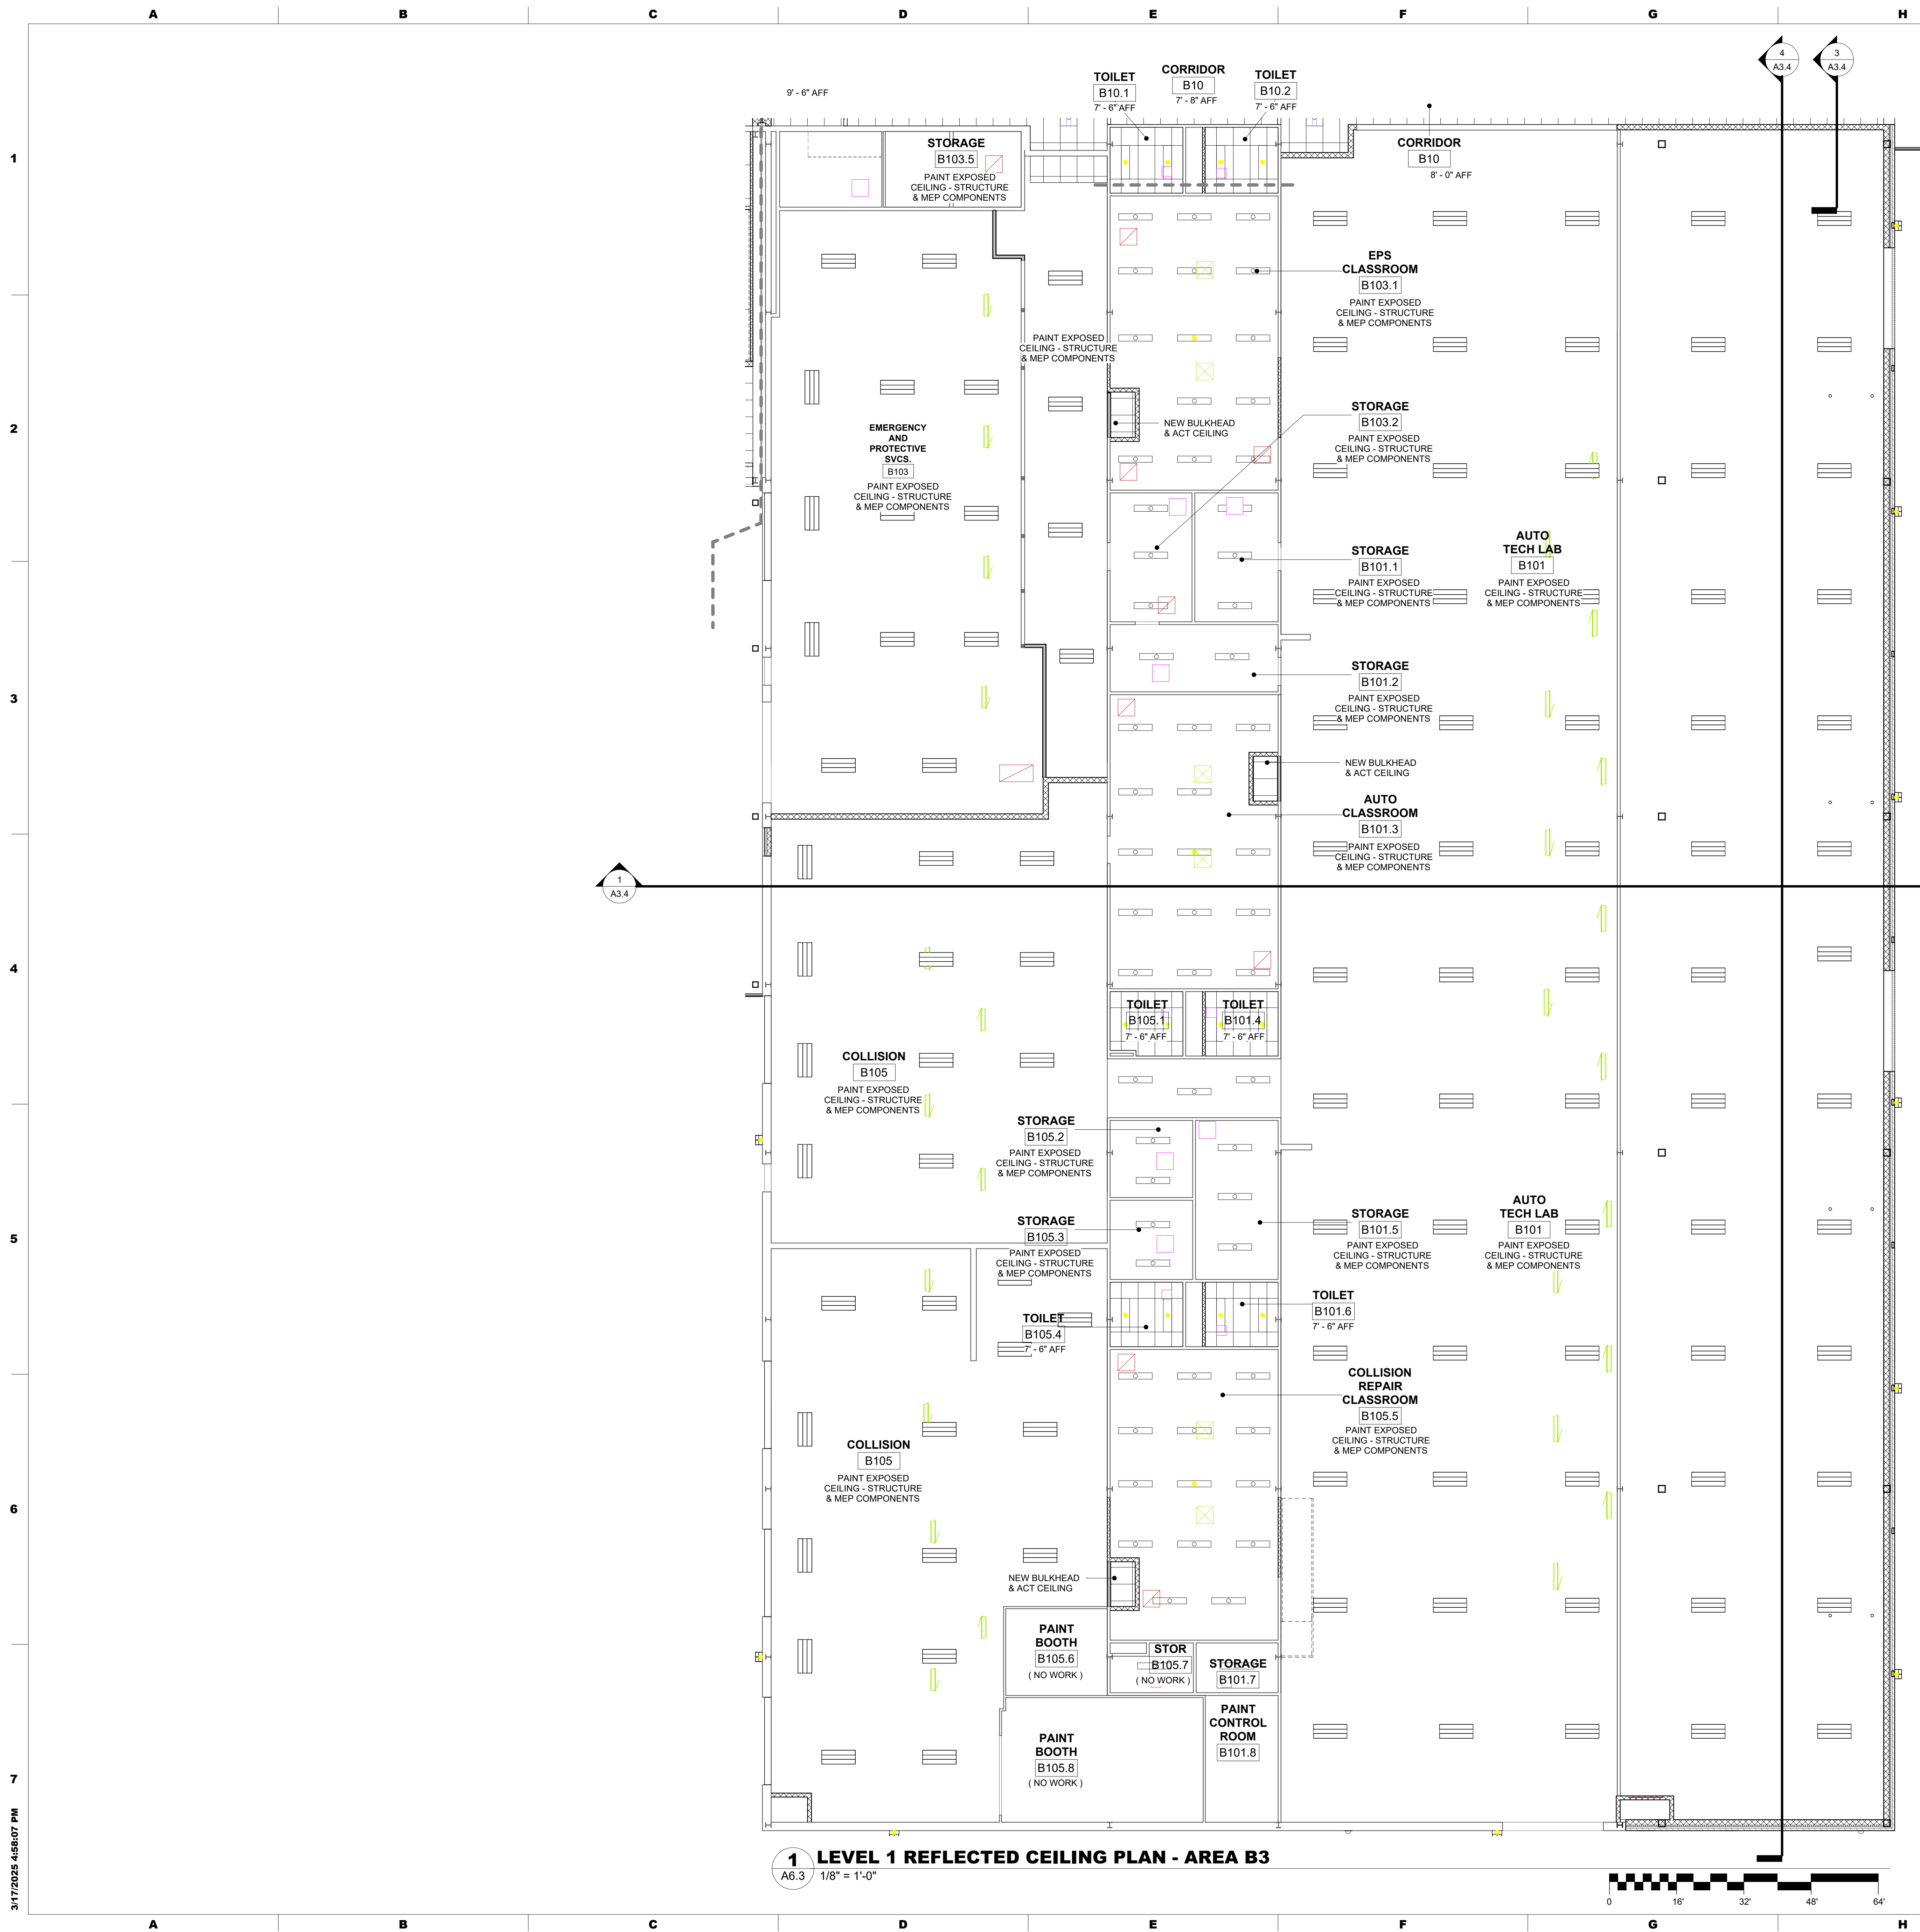 A B C D E F G H
4
A3.4
3
A3.4
9' - 6" AFF
TOILET
B10.1
7' - 6" AFF
CORRIDOR
B10
7' - 8" AFF
TOILET
B10.2
7' - 6" AFF
1
STORAGE
B103.5
PAINT EXPOSED
CEILING - STRUCTURE
& MEP COMPONENTS
CORRIDOR
B10
8' - 0" AFF
EPS
CLASSROOM
B103.1
PAINT EXPOSED
CEILING - STRUCTURE
& MEP COMPONENTS
PAINT EXPOSED
CEILING - STRUCTURE
& MEP COMPONENTS
2
EMERGENCY
AND
PROTECTIVE
SVCS.
B103
PAINT EXPOSED
CEILING - STRUCTURE
& MEP COMPONENTS
NEW BULKHEAD
& ACT CEILING
STORAGE
B103.2
PAINT EXPOSED
CEILING - STRUCTURE
& MEP COMPONENTS
STORAGE
B101.1
PAINT EXPOSED
CEILING - STRUCTURE
& MEP COMPONENTS
AUTO
TECH LAB
B101
PAINT EXPOSED
CEILING - STRUCTURE
& MEP COMPONENTS
3
STORAGE
B101.2
PAINT EXPOSED
CEILING - STRUCTURE
& MEP COMPONENTS
NEW BULKHEAD
& ACT CEILING
AUTO
CLASSROOM
B101.3
PAINT EXPOSED
CEILING - STRUCTURE
& MEP COMPONENTS
1
A3.4
4
TOILET
B105.1
7' - 6" AFF
TOILET
B101.4
7' - 6" AFF
COLLISION
B105
PAINT EXPOSED
CEILING - STRUCTURE
& MEP COMPONENTS
STORAGE
B105.2
PAINT EXPOSED
CEILING - STRUCTURE
& MEP COMPONENTS
5
STORAGE
B105.3
PAINT EXPOSED
CEILING - STRUCTURE
& MEP COMPONENTS
STORAGE
B101.5
PAINT EXPOSED
CEILING - STRUCTURE
& MEP COMPONENTS
AUTO
TECH LAB
B101
PAINT EXPOSED
CEILING - STRUCTURE
& MEP COMPONENTS
TOILET
B105.4
7' - 6" AFF
TOILET
B101.6
7' - 6" AFF
COLLISION
REPAIR
CLASSROOM
B105.5
PAINT EXPOSED
CEILING - STRUCTURE
& MEP COMPONENTS
COLLISION
B105
PAINT EXPOSED
CEILING - STRUCTURE
& MEP COMPONENTS
6
NEW BULKHEAD
& ACT CEILING
PAINT
BOOTH
B105.6
( NO WORK )
STOR
B105.7
( NO WORK )
STORAGE
B101.7
PAINT
CONTROL
ROOM
B101.8
PAINT
BOOTH
B105.8
( NO WORK )
7
3/17/2025 4:58:07 PM
1
A6.3
LEVEL 1 REFLECTED CEILING PLAN - AREA B3
1/8" = 1'-0"
0 16' 32' 48' 64'
A B C D E F G H